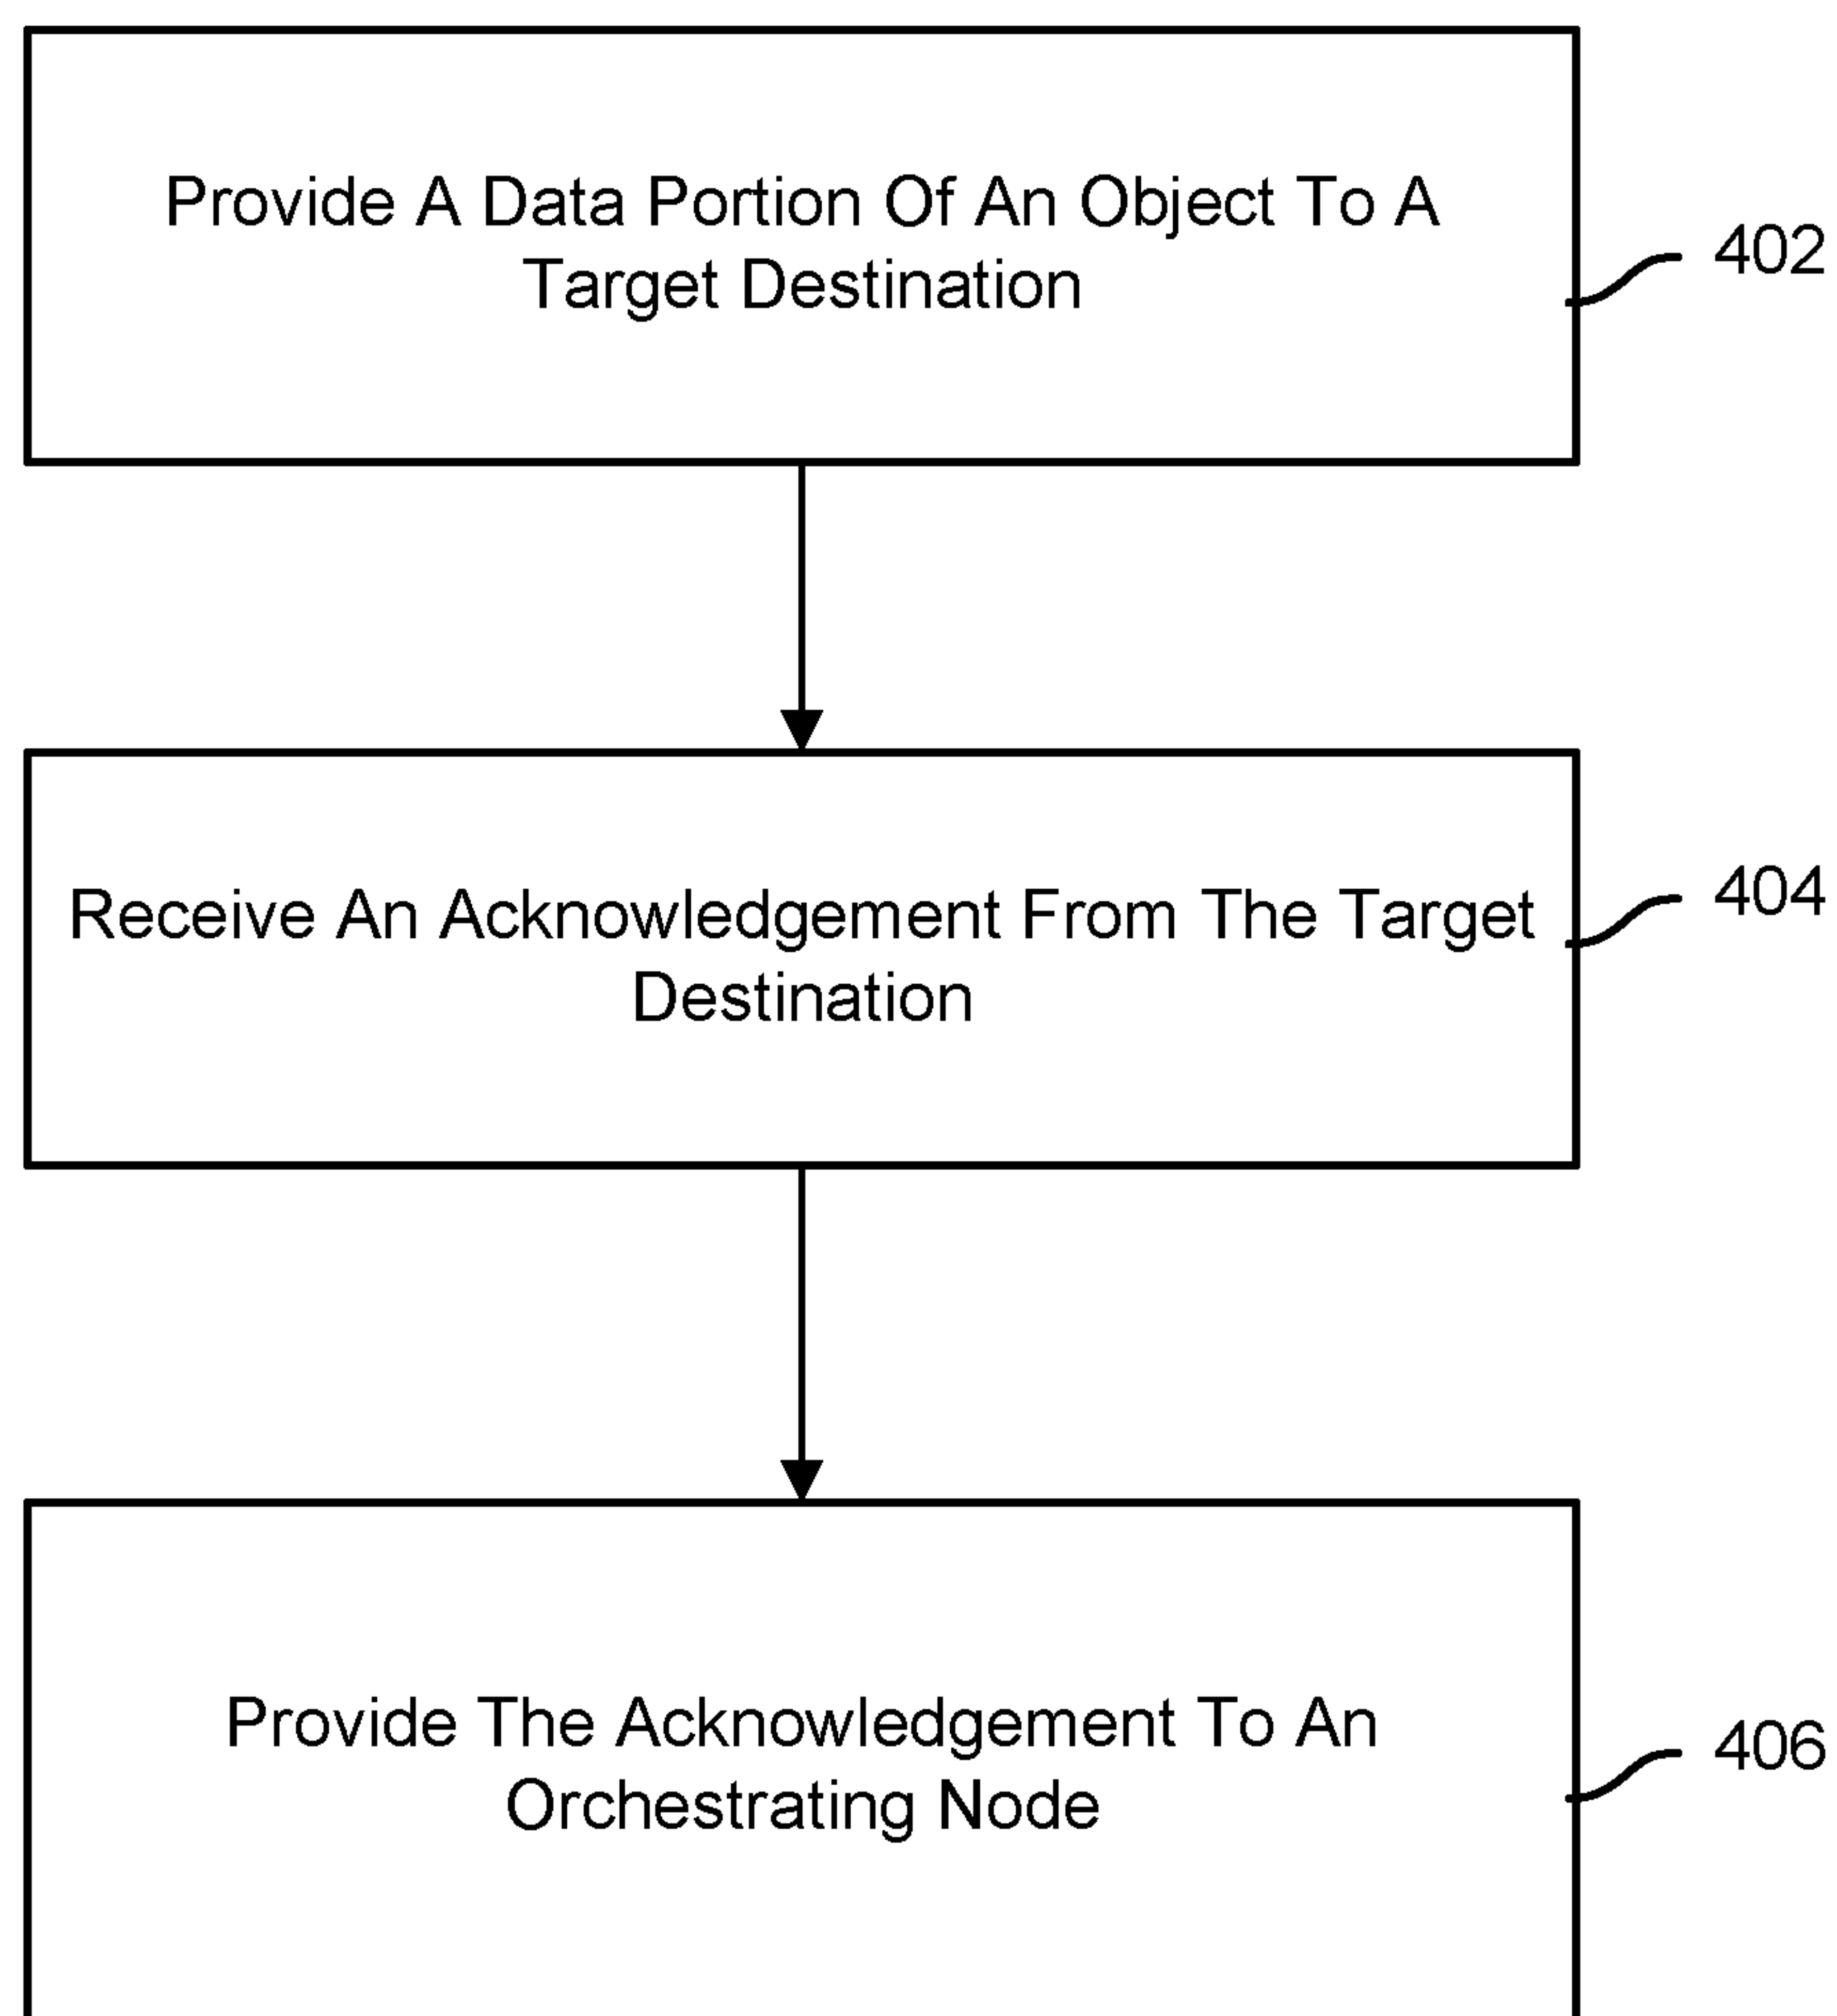 Provide A Data Portion Of An Object To A
Target Destination
402
Receive An Acknowledgement From The Target
Destination
404
Provide The Acknowledgement To An
Orchestrating Node
406